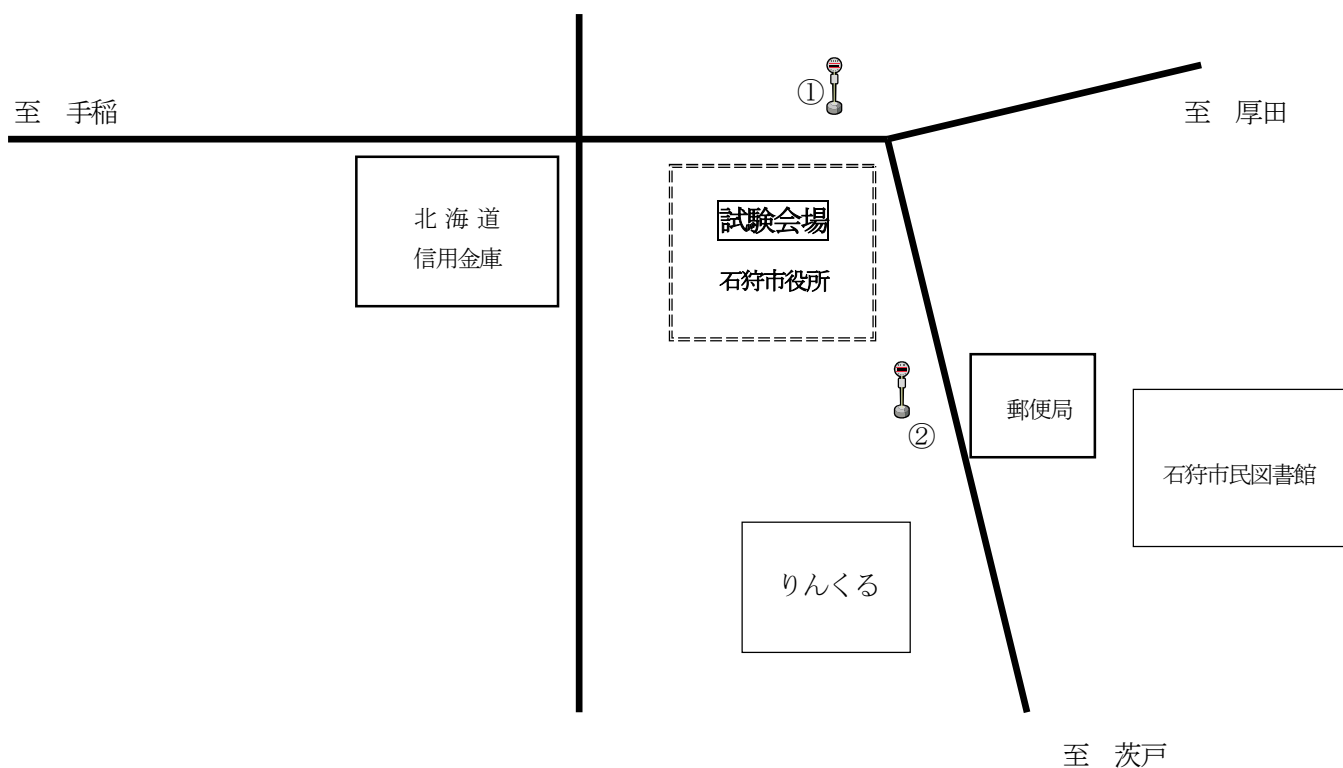 ①
至 手稲
至 厚田
北海道
信用金庫
試験会場
石狩市役所
郵便局
②
石狩市民図書館
りんくる
至 茨戸